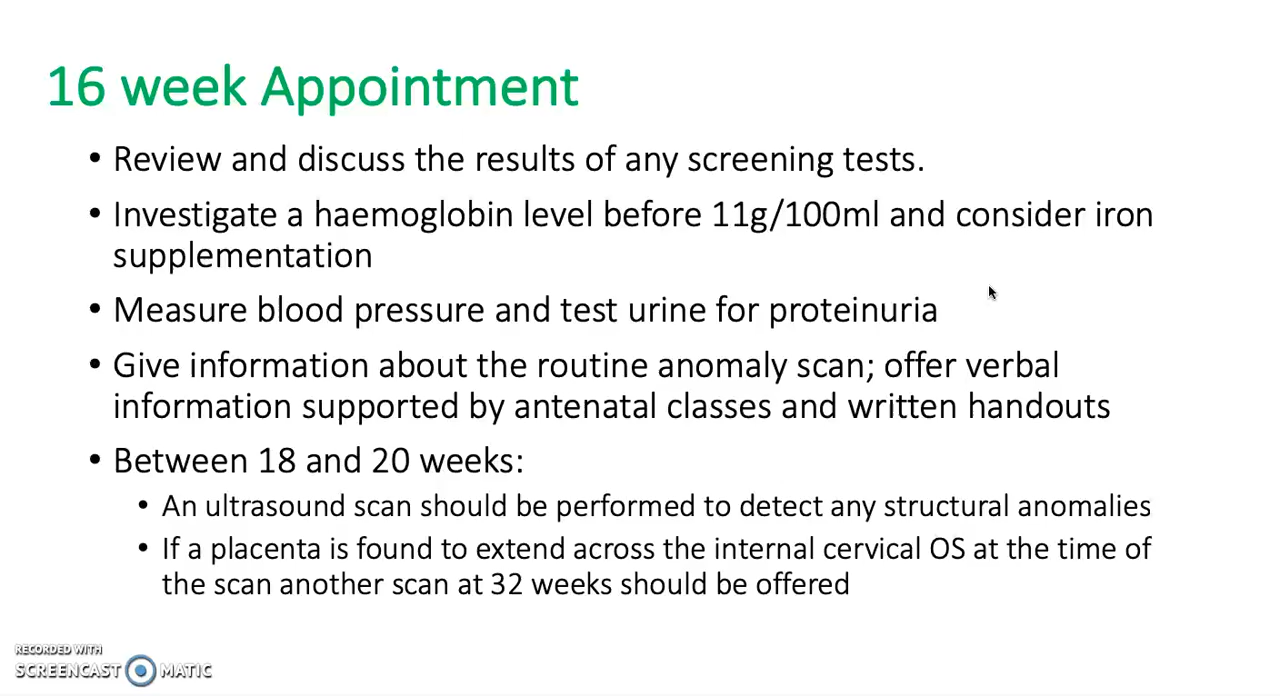 16 week Appointment
• Review and discuss the results of any screening tests.
• Investigate a haemoglobin level before 11g/100ml and consider iron
supplementation
• Measure blood pressure and test urine for proteinuria
• Give information about the routine anomaly scan; offer verbal
information supported by antenatal classes and written handouts
• Between 18 and 20 weeks:
• An ultrasound scan should be performed to detect any structural anomalies
• If a placenta is found to extend across the internal cervical OS at the time of
the scan another scan at 32 weeks should be offered
RECORDED WITH
SCREENCAST MATIC